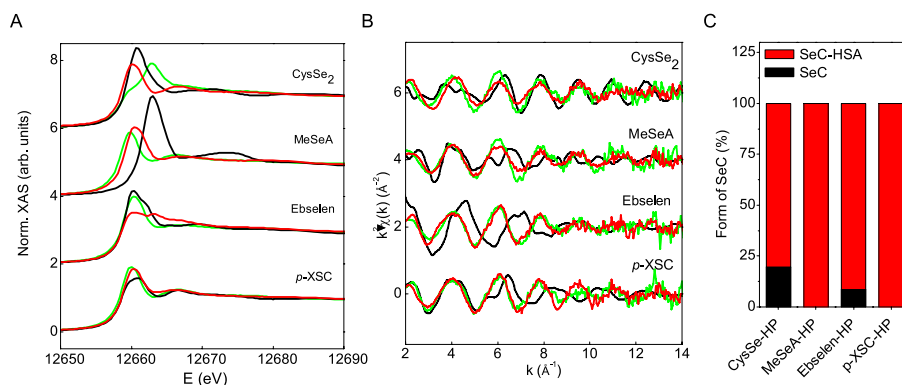 A
8
6
4
2
0
Norm. XAS (arb. units)
CysSe2
MeSeA
Ebselen
p-XSC
12650 12660 12670 12680 12690
E (eV)
B
6
4
2
0
CysSe2
MeSeA
Ebselen
p-XSC
2 4 6 8 10 12 14
k (Å-1)
C
125
100
75
50
25
0
Form of SeC (%)
SeC-HSA
SeC
CysSe-HP
MeSeA-HP
Ebselen-HP
p-XSC-HP